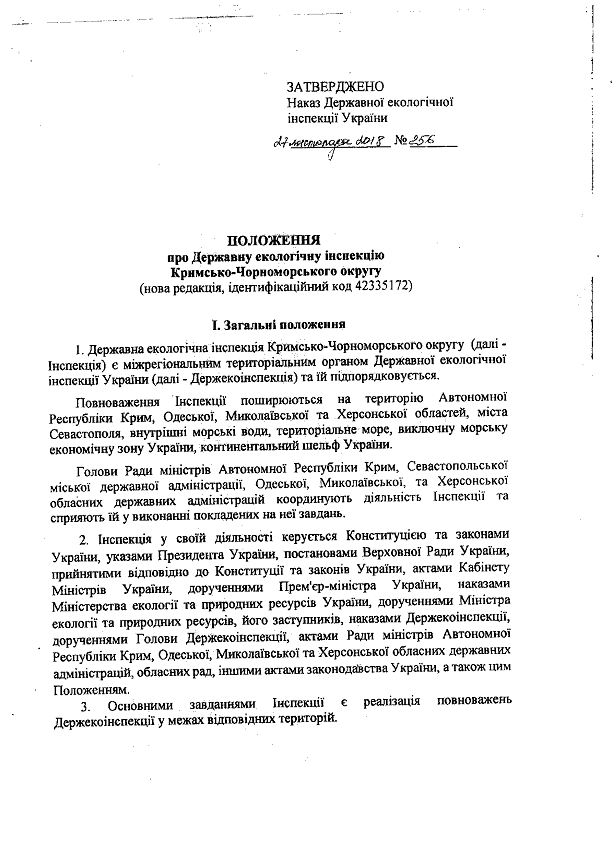 ЗАТВЕРДЖЕНО
Наказ Державної екологічної
інспекції України
27 листопада 2018 № 256
ПОЛОЖЕННЯ
про Державну екологічну інспекцію
Кримсько-Чорноморського округу
(нова редакція, ідентифікаційний код 42335172)
І. Загальні положення
1. Державна екологічна інспекція Кримсько-Чорноморського округу (далі -
Інспекція) є міжрегіональним територіальним органом Державної екологічної
інспекції України (далі - Держекоінспекція) та їй підпорядковується.
Повноваження Інспекції поширюються на територію Автономної
Республіки Крим, Одеської, Миколаївської та Херсонської областей, міста
Севастополя, внутрішні морські води, територіальне море, виключну морську
економічну зону України, континентальний шельф України.
Голови Ради міністрів Автономної Республіки Крим, Севастопольської
міської державної адміністрації, Одеської, Миколаївської, та Херсонської
обласних державних адміністрацій координують діяльність Інспекції та
сприяють їй у виконанні покладених на неї завдань.
2. Інспекція у своїй діяльності керується Конституцією та законами
України, указами Президента України, постановами Верховної Ради України,
прийнятими відповідно до Конституції та законів України, актами Кабінету
Міністрів України, дорученнями Прем'єр-міністра України, наказами
Міністерства екології та природних ресурсів України, дорученнями Міністра
екології та природних ресурсів, його заступників, наказами Держекоінспекції,
дорученнями Голови Держекоінспекції, актами Ради міністрів Автономної
Республіки Крим, Одеської, Миколаївської та Херсонської обласних державних
адміністрацій, обласних рад, іншими актами законодавства України, а також цим
Положенням.
3. Основними завданнями Інспекції є реалізація повноважень
Держекоінспекції у межах відповідних територій.